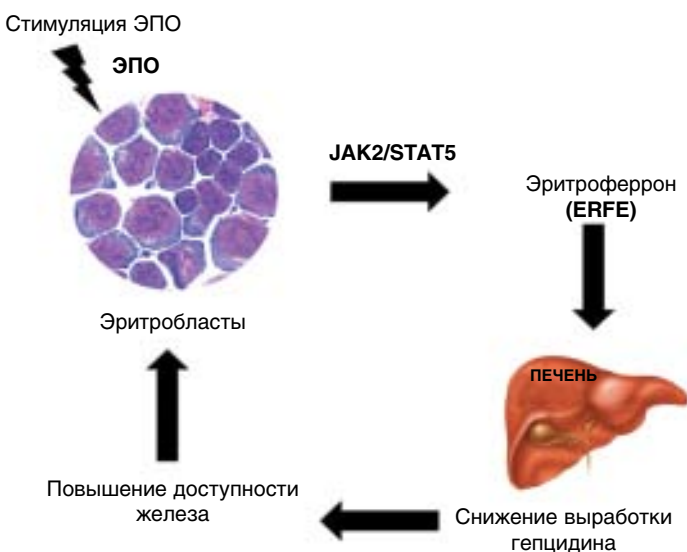 Стимуляция ЭПО
ЭПО
JAK2/STAT5
Эритроферрон
(ERFE)
Эритробласты
ПЕЧЕНЬ
Повышение доступности
железа
Снижение выработки
гепцидина